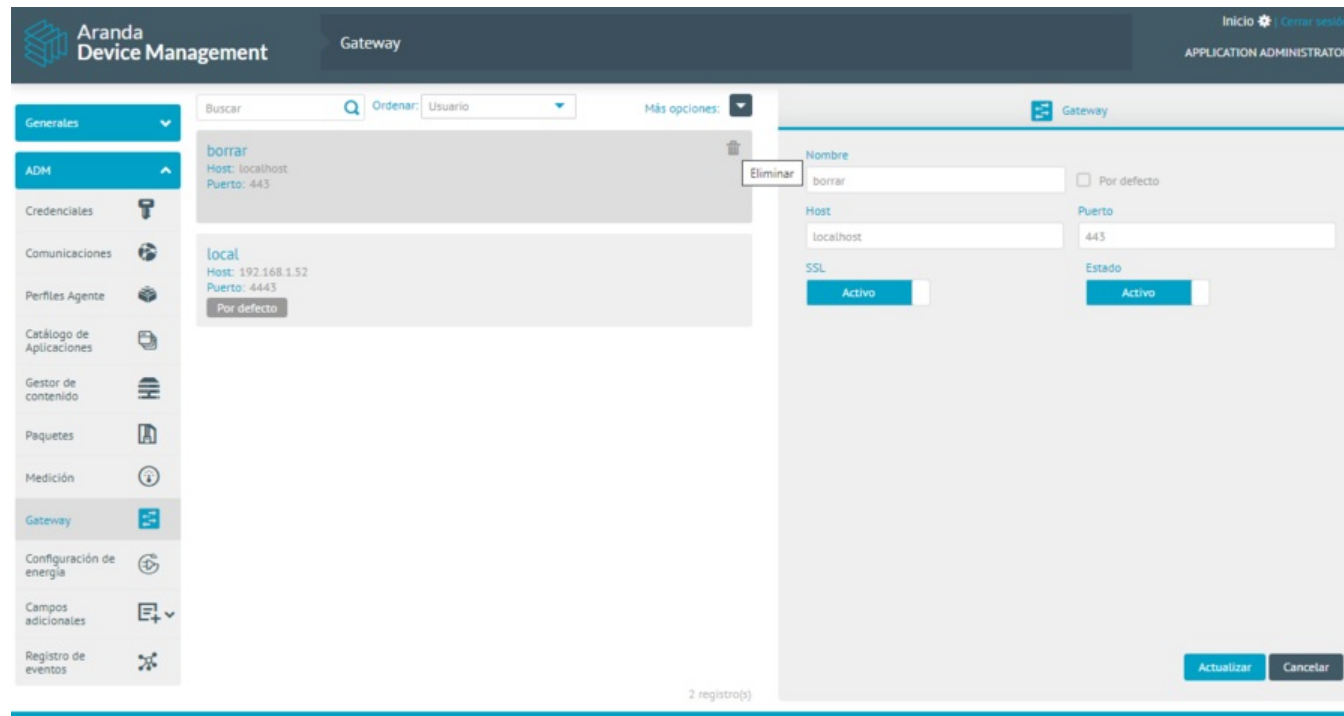 Aranda
Device Management
Gateway
Inicio | Cerrar sesión
APPLICATION ADMINISTRATOR
Generales
ADM
Credenciales
Comunicaciones
Perfiles Agente
Catálogo de
Aplicaciones
Gestor de
contenido
Paquetes
Medición
Gateway
Configuración de
energía
Campos
adicionales
Registro de
eventos
Buscar
Ordenar: Usuario
Más opciones:
borrar
Host: localhost
Puerto: 443
Eliminar
local
Host: 192.168.1.52
Puerto: 4443
Por defecto
2 registro(s)
Gateway
Nombre
borrar
Por defecto
Host
Puerto
localhost
443
SSL
Estado
Activo
Activo
Actualizar
Cancelar